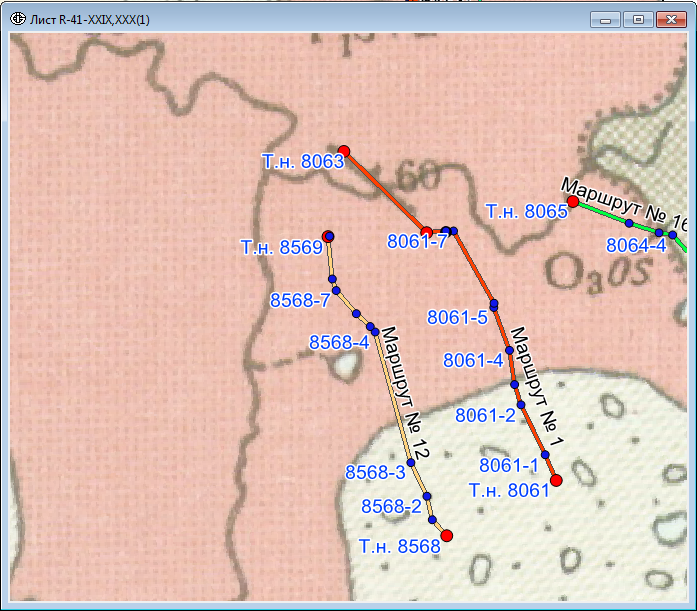 Лист R-41-XXIX,XXX(1)
Т.н. 8063
60
Маршрут № 16
Т.н. 8065
8061-7
8064-4
Т.н. 8569
Oa05
8568-7
8061-5
8568-4
8061-4
Маршрут № 12
Маршрут № 1
8061-2
8568-3
8061-1
Т.н. 8061
8568-2
Т.н. 8568